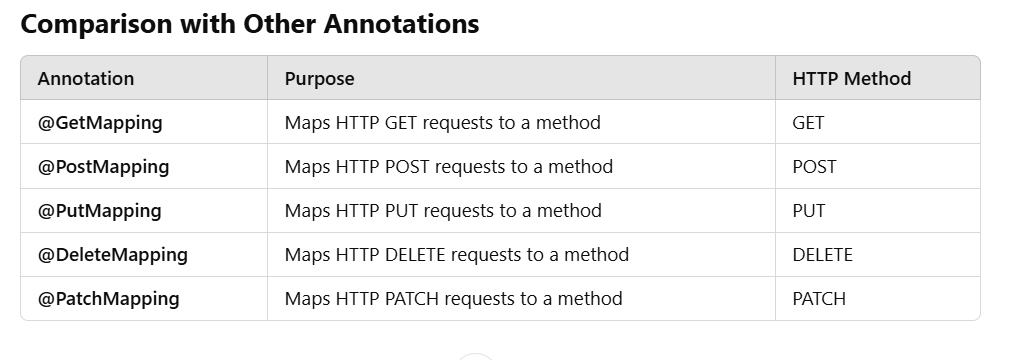 Comparison with Other Annotations
Annotation Purpose HTTP Method
@GetMapping Maps HTTP GET requests to a method GET
@PostMapping Maps HTTP POST requests to a method POST
@PutMapping Maps HTTP PUT requests to a method PUT
@DeleteMapping Maps HTTP DELETE requests to a method DELETE
@PatchMapping Maps HTTP PATCH requests to a method PATCH